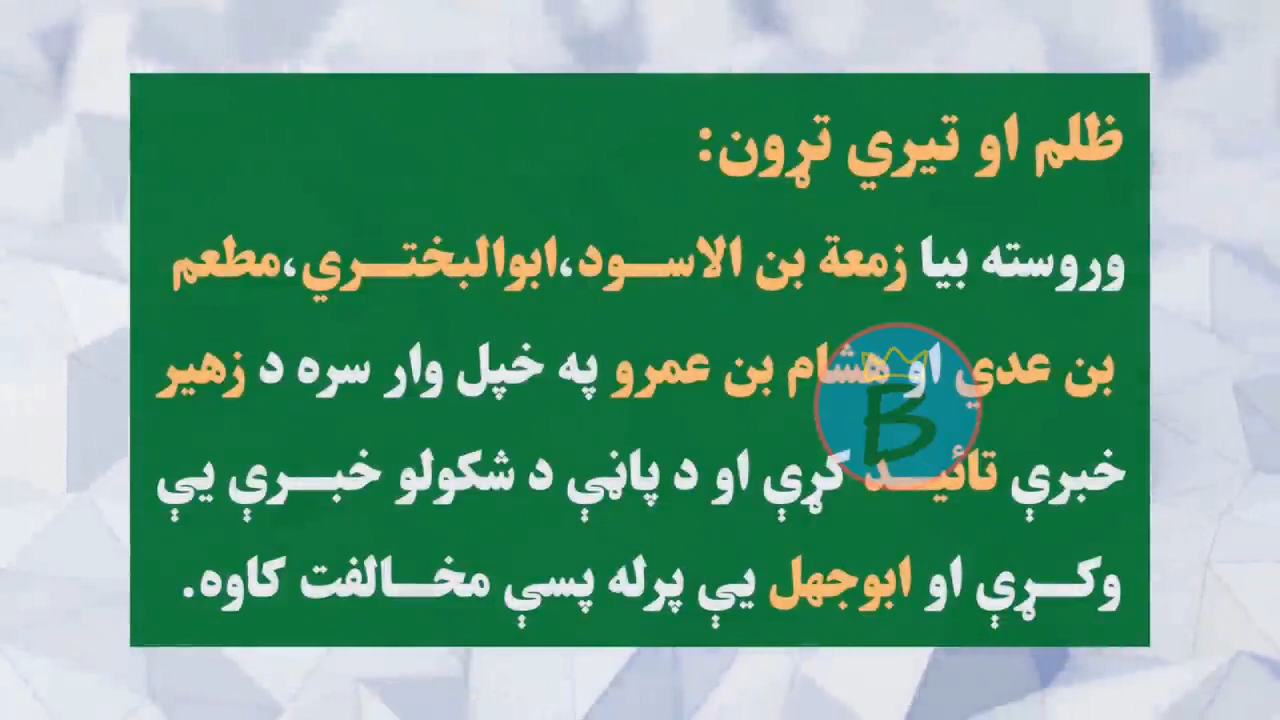 ظلم او تيري تړون:
وروسته بيا زمعة بن الاسـود،ابوالبختـري،مطعم
بن عدي او هشام بن عمرو په خپل وار سره د زهير
خبرې تائيـد کړې او د پاڼې د شکولو خبـرې يې
وکـړې او ابوجهل يې پرله پسې مخـالفت کاوه.
B